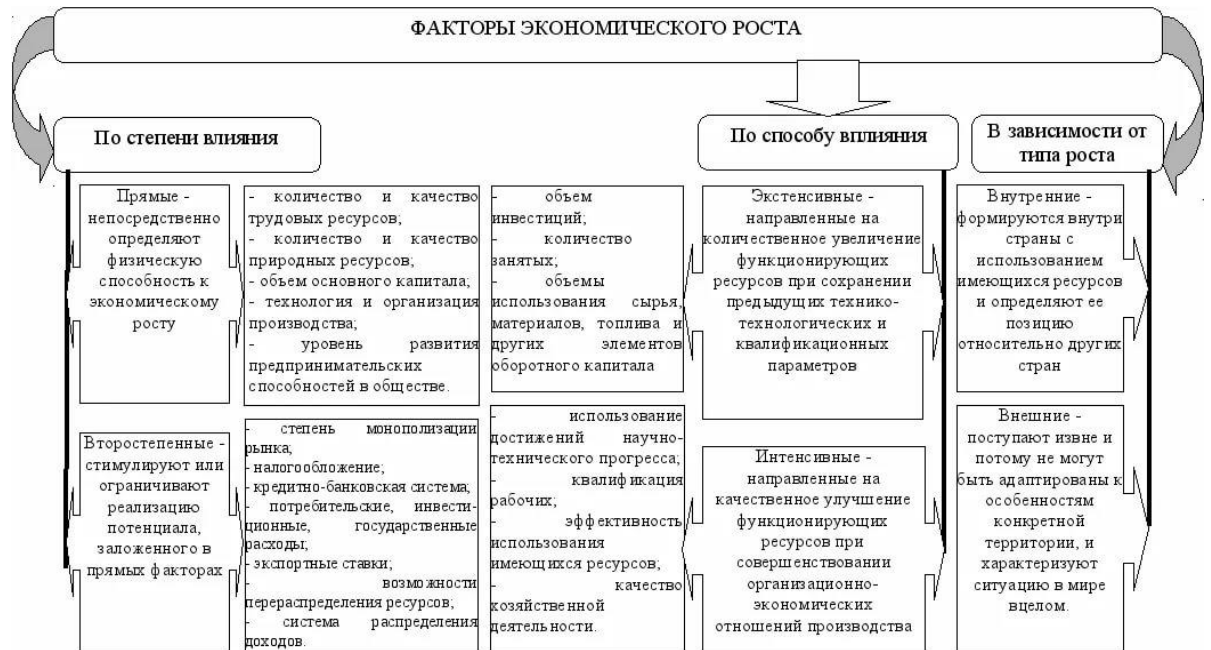 ФАКТОРЫ ЭКОНОМИЧЕСКОГО РОСТА
По степени влияния
По способу вплияния
В зависимости от
типа роста
Прямые -
непосредственно
определяют
физическую
способность к
экономическому
росту
- количество и качество
трудовых ресурсов;
- количество и качество
природных ресурсов;
- объем основного капитала;
- технология и организация
производства;
- уровень развития
предпринимательских
способностей в обществе.
- объем
инвестиций;
- количество
занятых;
- объемы
использования сырья,
материалов, топлива и
других элементов
оборотного капитала
Экстенсивные -
направленные на
количественное увеличение
функционирующих
ресурсов при сохранении
предыдущих технико-
технологических и
квалификационных
параметров
Внутренние -
формируются внутри
страны с
использованием
имеющихся ресурсов
и определяют ее
позицию
относительно других
стран
Второстепенные -
стимулируют или
ограничивают
реализацию
потенциала,
заложенного в
прямых факторах
- степень монополизации
рынка;
- налогообложение;
- кредитно-банковская система;
- потребительские, инвести-
ционные, государственные
расходы;
- экспортные ставки;
- возможности
перераспределения ресурсов;
- система распределения
доходов.
- использование
достижений научно-
технического прогресса;
- квалификация
рабочих;
- эффективность
использования
имеющихся ресурсов;
- качество
хозяйственной
деятельности.
Интенсивные -
направленные на
качественное улучшение
функционирующих
ресурсов при
совершенствовании
организационно-
экономических
отношений производства
Внешние -
поступают извне и
потому не могут
быть адаптированы к
особенностям
конкретной
территории, и
характеризуют
ситуацию в мире
вцелом.